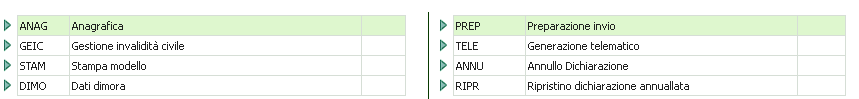 ANAG Anagrafica
GEIC Gestione invalidità civile
STAM Stampa modello
DIMO Dati dimora
PREP Preparazione invio
TELE Generazione telematico
ANNU Annullo Dichiarazione
RIPR Ripristino dichiarazione annuallata